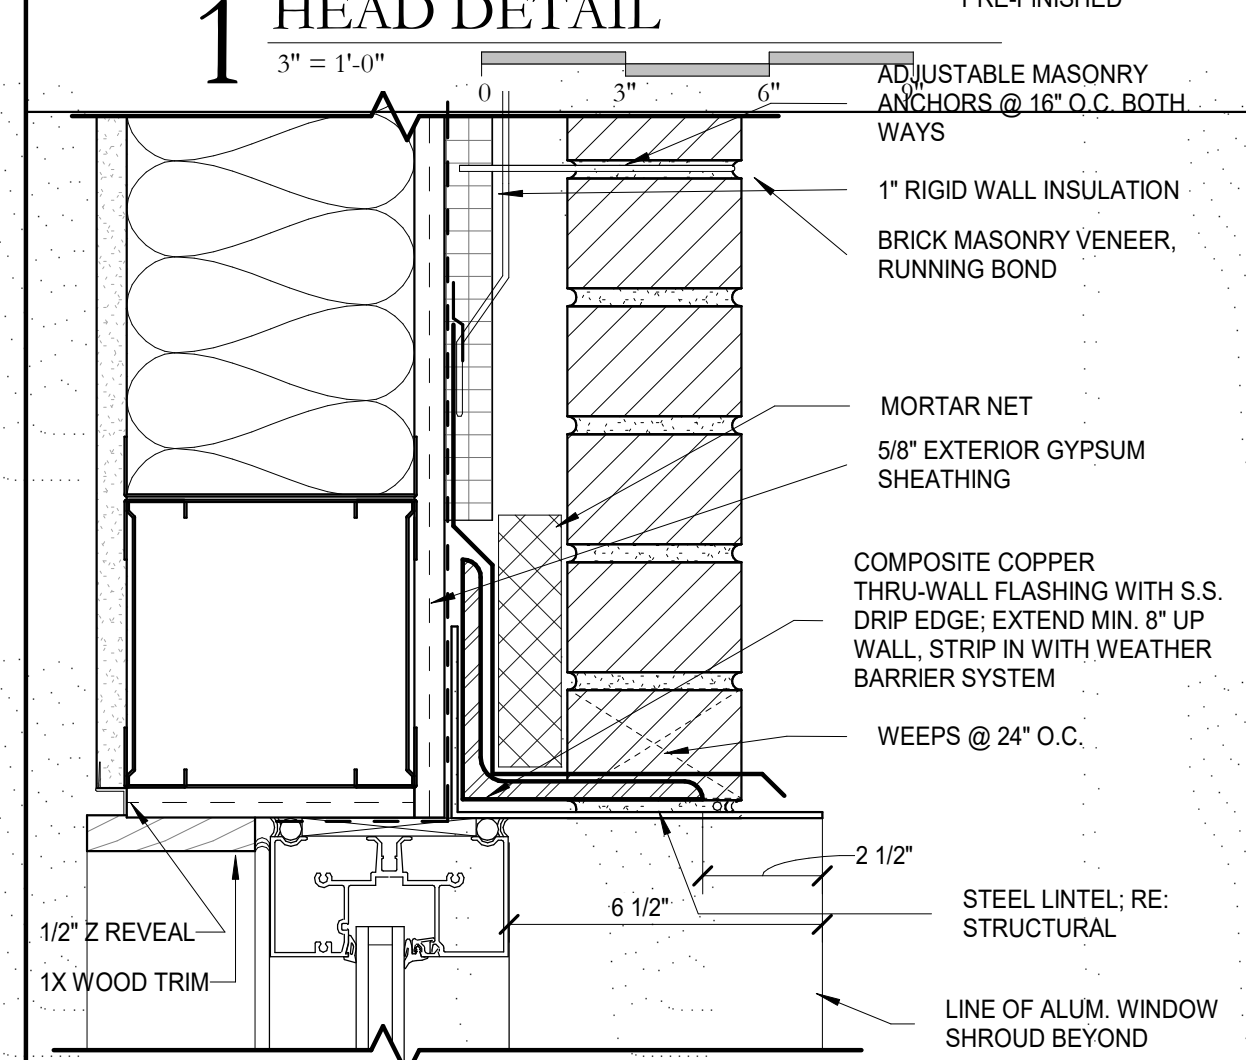 1 HEAD DETAIL
3" = 1'-0"
0 3" 6" 9"
PRE-FINISHED
ADJUSTABLE MASONRY
ANCHORS @ 16" O.C. BOTH
WAYS
1" RIGID WALL INSULATION
BRICK MASONRY VENEER,
RUNNING BOND
MORTAR NET
5/8" EXTERIOR GYPSUM
SHEATHING
COMPOSITE COPPER
THRU-WALL FLASHING WITH S.S.
DRIP EDGE; EXTEND MIN. 8" UP
WALL, STRIP IN WITH WEATHER
BARRIER SYSTEM
WEEPS @ 24" O.C.
2 1/2"
6 1/2"
STEEL LINTEL; RE:
STRUCTURAL
1/2" Z REVEAL
1X WOOD TRIM
LINE OF ALUM. WINDOW
SHROUD BEYOND